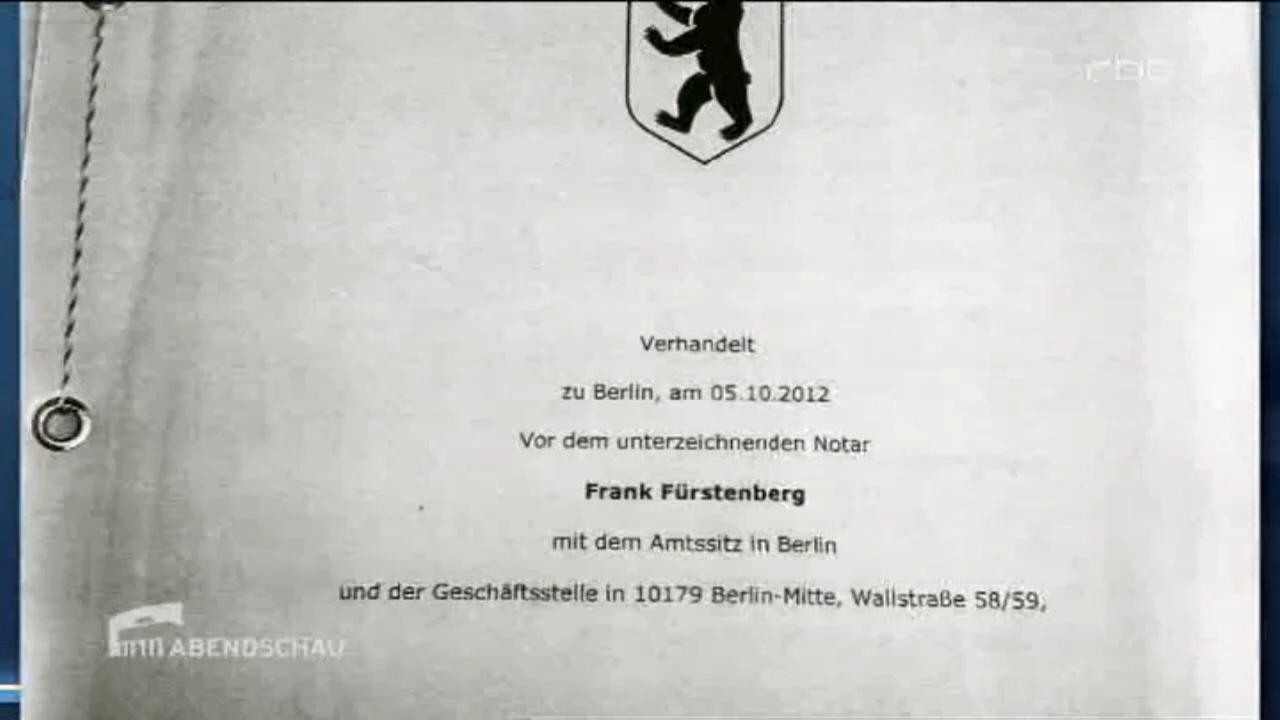 rbb
Verhandelt
zu Berlin, am 05.10.2012
Vor dem unterzeichnenden Notar
Frank Fürstenberg
mit dem Amtssitz in Berlin
und der Geschäftsstelle in 10179 Berlin-Mitte, Wallstraße 58/59,
ABENDSCHAU